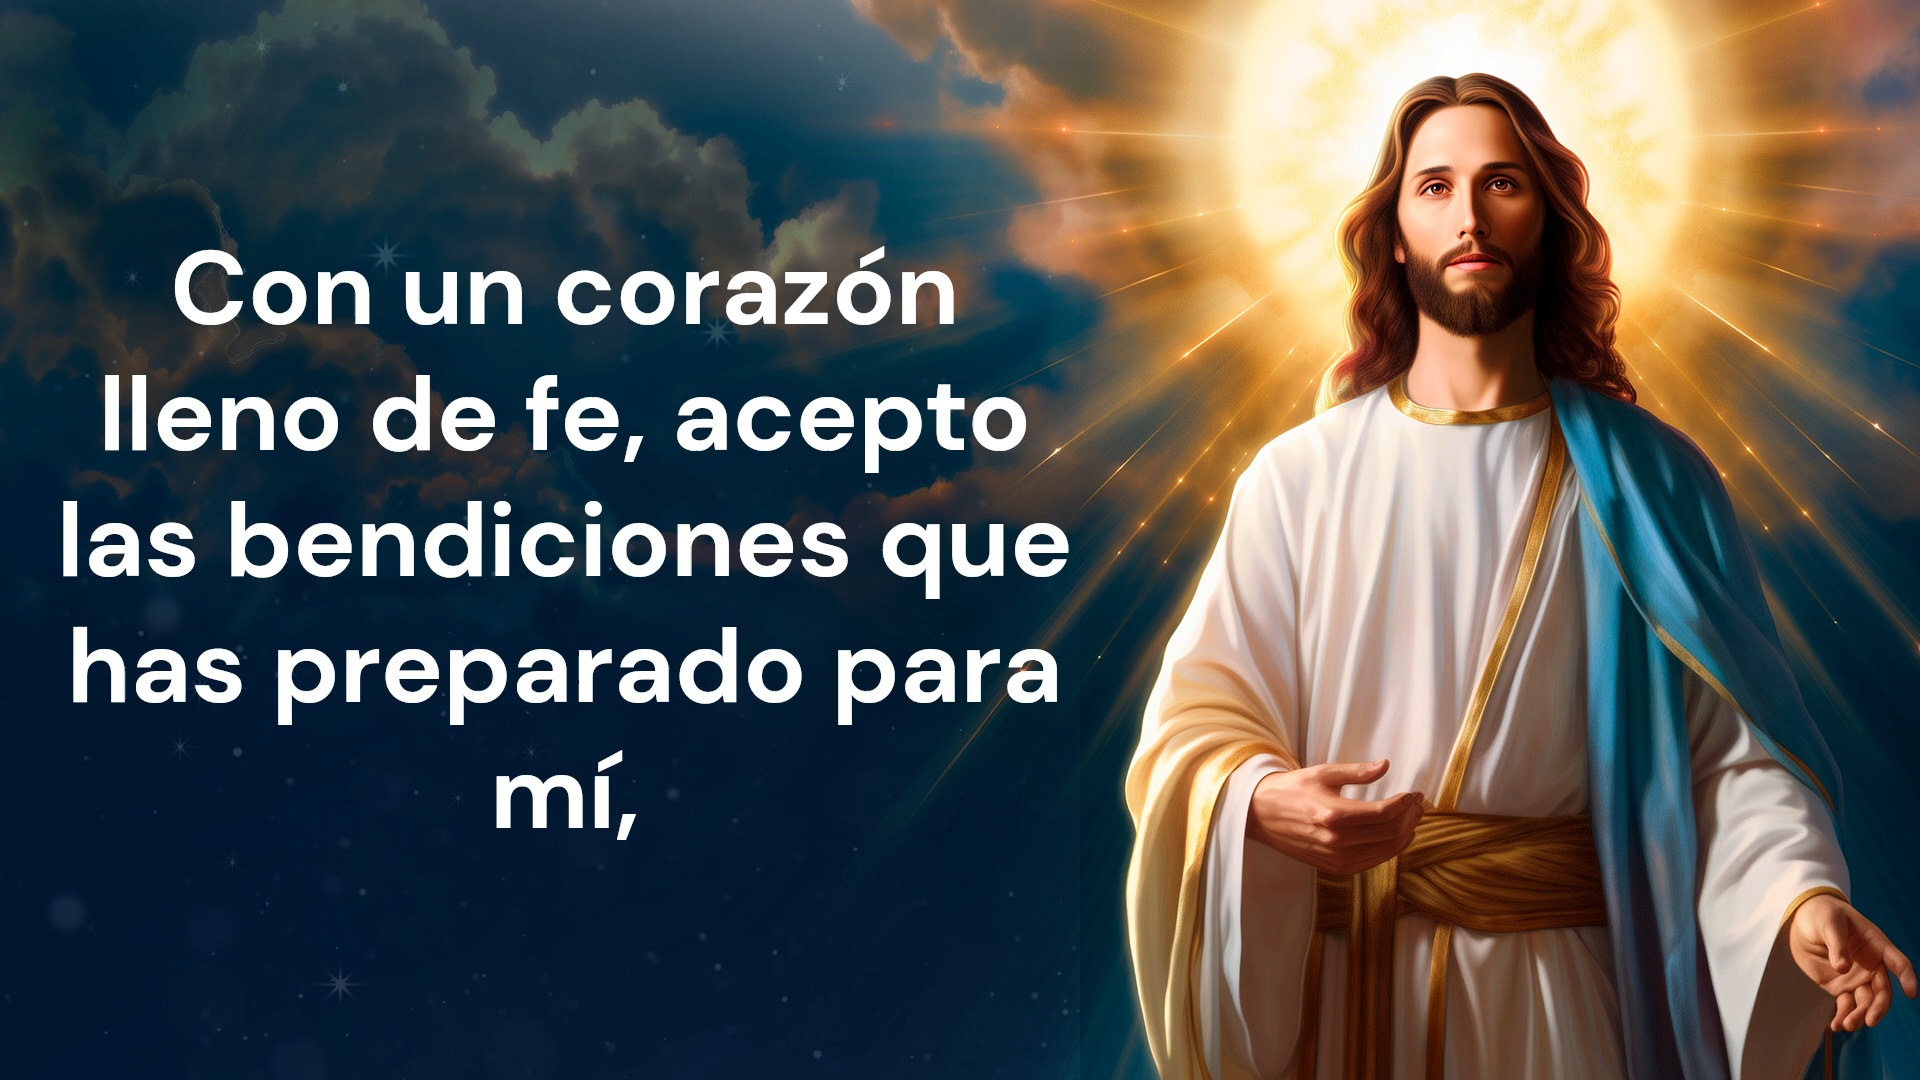 Con un corazón
lleno de fe, acepto
las bendiciones que
has preparado para
mí,